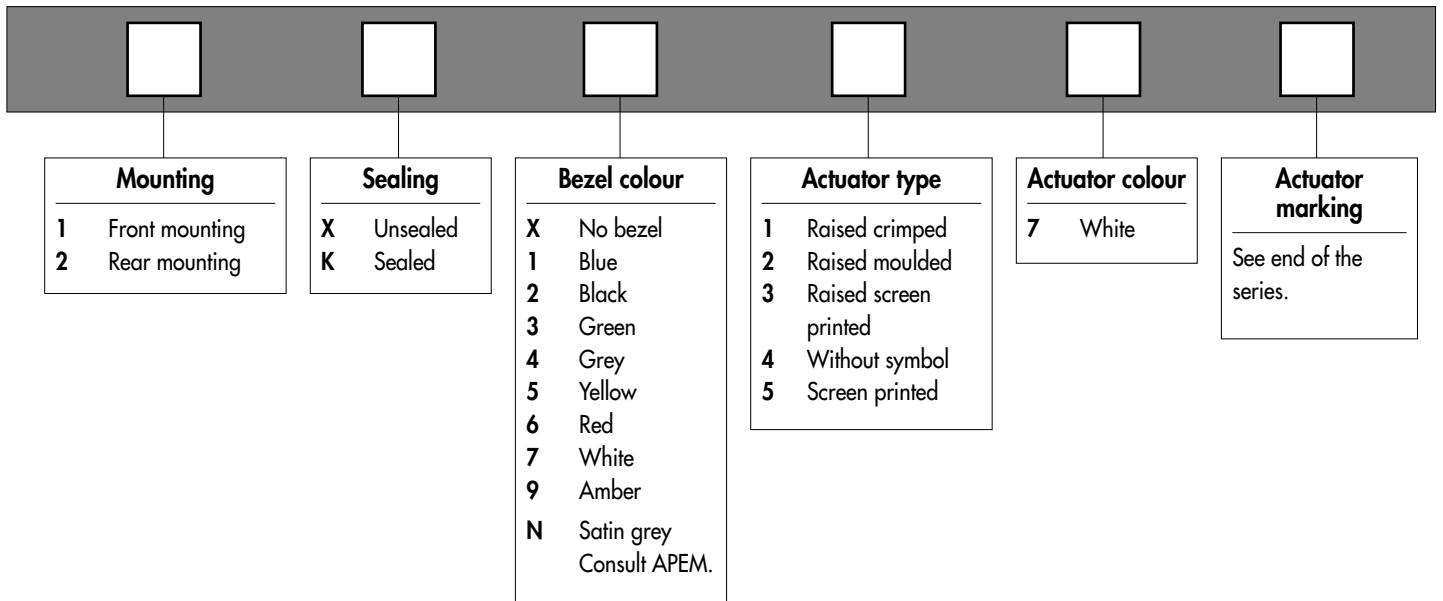 Mounting
1 Front mounting
2 Rear mounting
Sealing
X Unsealed
K Sealed
Bezel colour
X No bezel
1 Blue
2 Black
3 Green
4 Grey
5 Yellow
6 Red
7 White
9 Amber
N Satin grey
Consult APEM.
Actuator type
1 Raised crimped
2 Raised moulded
3 Raised screen
printed
4 Without symbol
5 Screen printed
Actuator colour
7 White
Actuator
marking
See end of the
series.